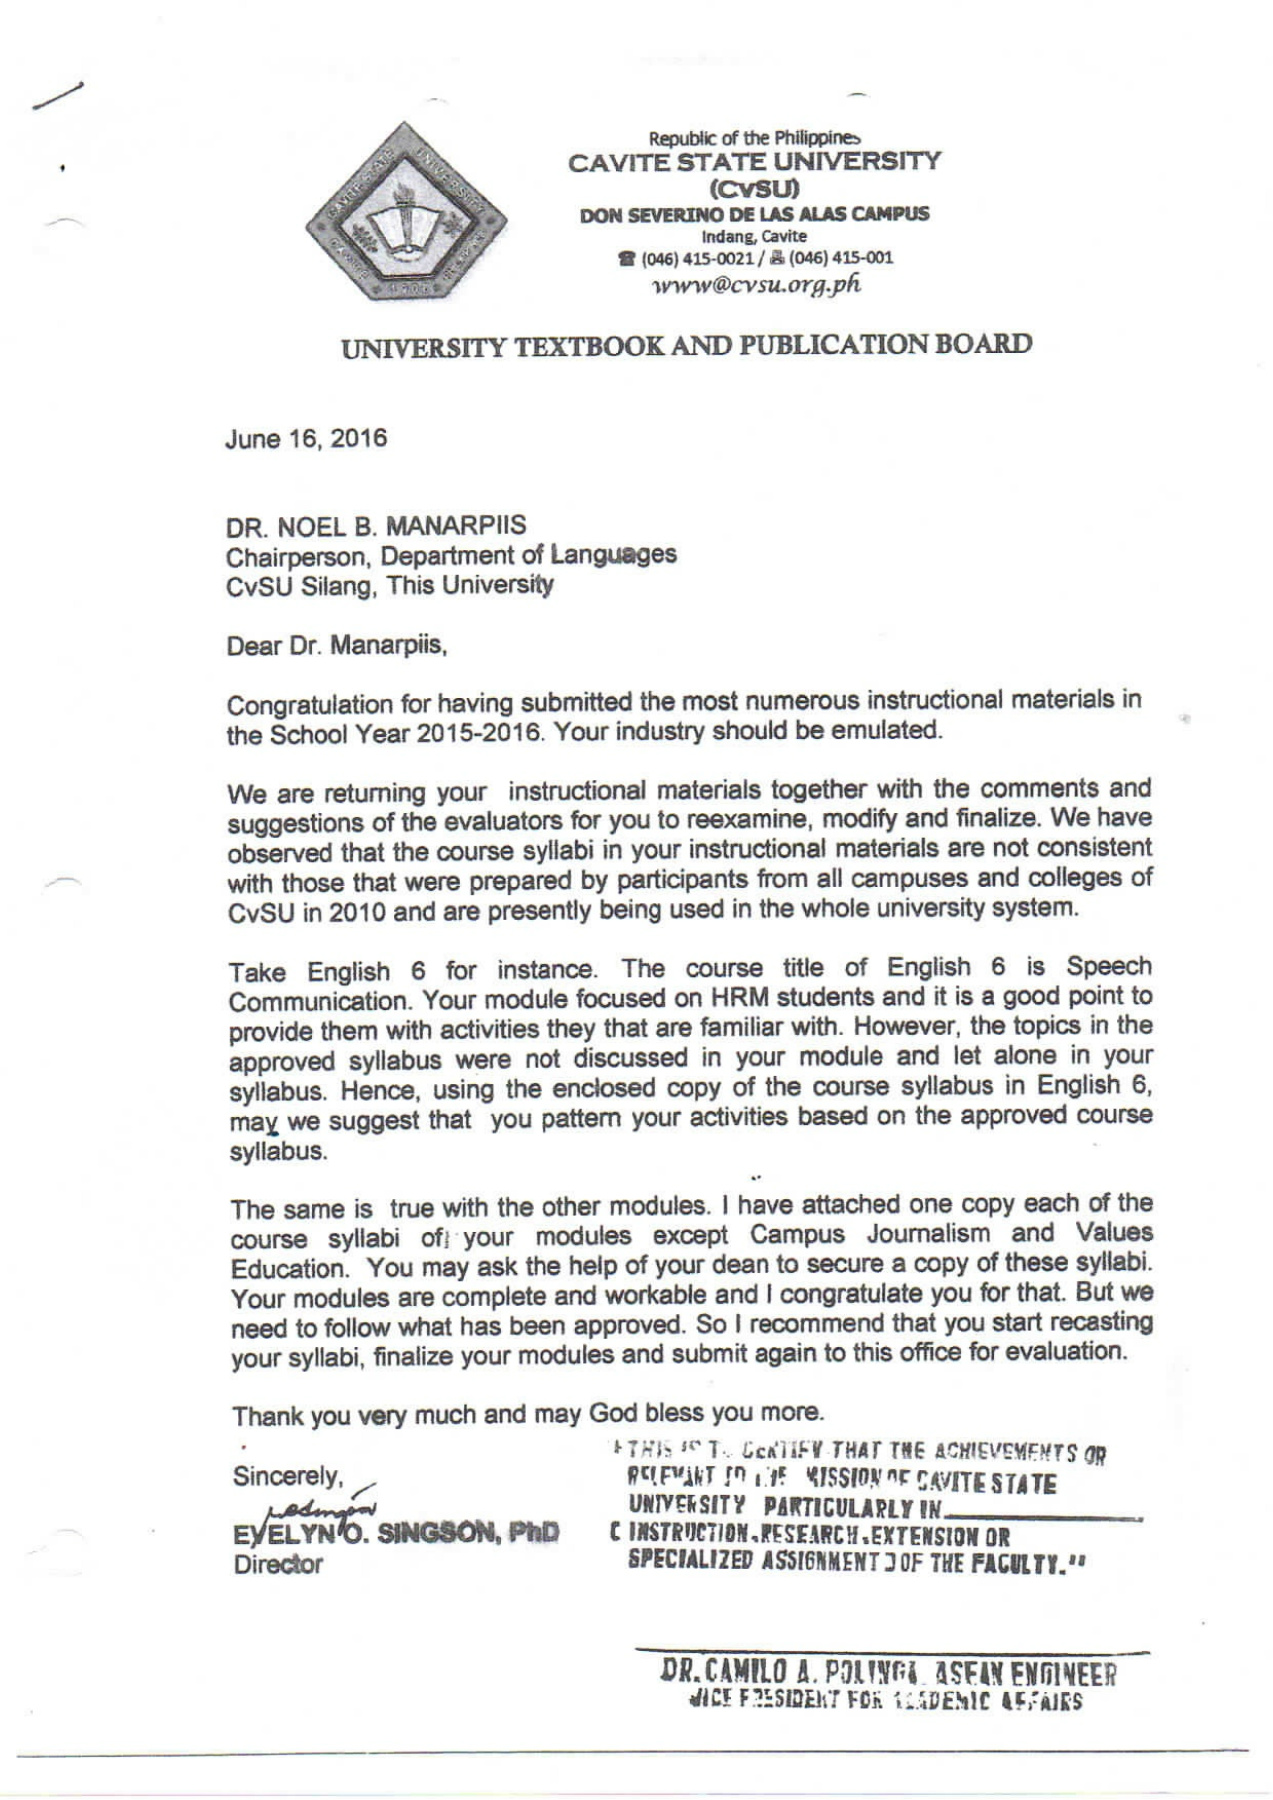 Republic of the Philippines
CAVITE STATE UNIVERSITY
(CvSU)
DON SEVERINO DE LAS ALAS CAMPUS
Indang, Cavite
☎ (046) 415-0021 / (046) 415-001
www@cvsu.org.ph
CAVITE STATE UNIVERSITY
CAVITE
1906
UNIVERSITY TEXTBOOK AND PUBLICATION BOARD
June 16, 2016
DR. NOEL B. MANARPIIS
Chairperson, Department of Languages
CvSU Silang, This University
Dear Dr. Manarpiis,
Congratulation for having submitted the most numerous instructional materials in
the School Year 2015-2016. Your industry should be emulated.
We are returning your instructional materials together with the comments and
suggestions of the evaluators for you to reexamine, modify and finalize. We have
observed that the course syllabi in your instructional materials are not consistent
with those that were prepared by participants from all campuses and colleges of
CvSU in 2010 and are presently being used in the whole university system.
Take English 6 for instance. The course title of English 6 is Speech
Communication. Your module focused on HRM students and it is a good point to
provide them with activities they that are familiar with. However, the topics in the
approved syllabus were not discussed in your module and let alone in your
syllabus. Hence, using the enclosed copy of the course syllabus in English 6,
may we suggest that you pattern your activities based on the approved course
syllabus.
The same is true with the other modules. I have attached one copy each of the
course syllabi of your modules except Campus Journalism and Values
Education. You may ask the help of your dean to secure a copy of these syllabi.
Your modules are complete and workable and I congratulate you for that. But we
need to follow what has been approved. So I recommend that you start recasting
your syllabi, finalize your modules and submit again to this office for evaluation.
Thank you very much and may God bless you more.
Sincerely,
EVELYN O. SINGSON, PhD
Director
THIS IS TO CERTIFY THAT THE ACHIEVEMENTS OR
RELEVANT TO THE MISSION OF CAVITE STATE
UNIVERSITY PARTICULARLY IN
( INSTRUCTION, RESEARCH, EXTENSION OR
SPECIALIZED ASSIGNMENT ) OF THE FACULTY."
DR. CAMILO A. ASEAN ENGINEER
VICE PRESIDENT FOR ACADEMIC AFFAIRS